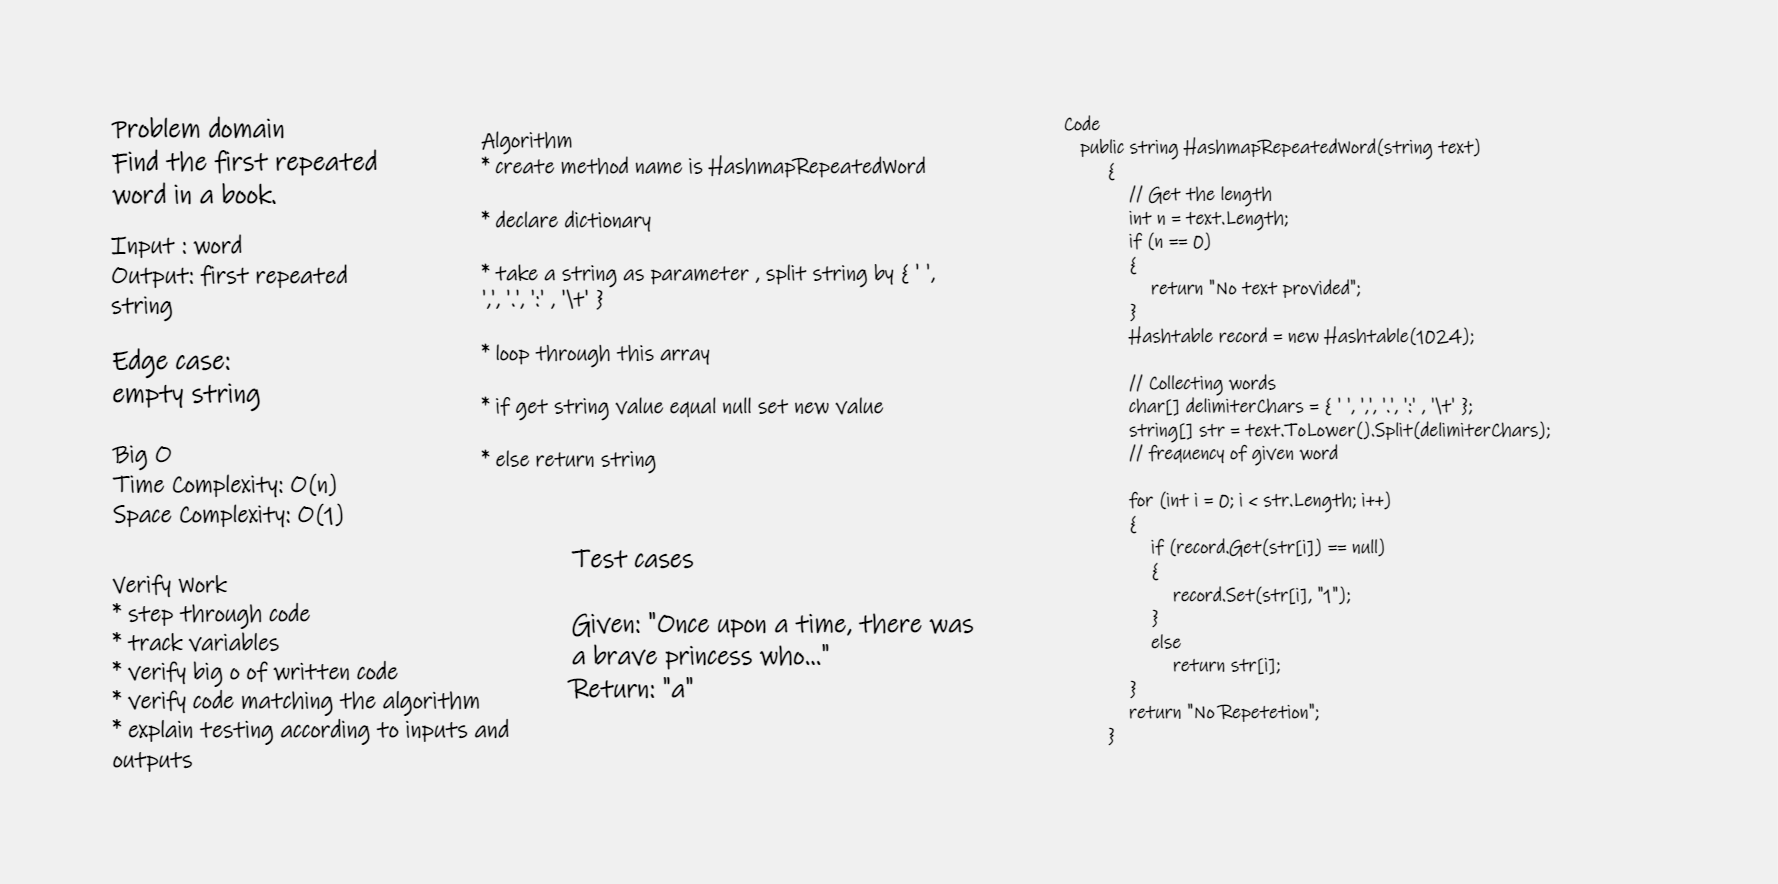 Problem domain
Find the first repeated
word in a book.
Input : word
Output: first repeated
string
Edge case:
empty string
Big O
Time Complexity: O(n)
Space Complexity: O(1)
Verify Work
* step through code
* track variables
* verify big o of written code
* verify code matching the algorithm
* explain testing according to inputs and
outputs
Algorithm
* create method name is HashmapRepeatedWord
* declare dictionary
* take a string as parameter , split string by { ' ',
',', '.', ':' , '\t' }
* loop through this array
* if get string value equal null set new value
* else return string
Test cases
Given: "Once upon a time, there was
a brave princess who..."
Return: "a"
Code
public string HashmapRepeatedWord(string text)
{
// Get the length
int n = text.Length;
if (n == 0)
{
return "No text provided";
}
Hashtable record = new Hashtable(1024);
// Collecting words
char[] delimiterChars = { ' ', ',', '.', ':' , '\t' };
string[] str = text.ToLower().Split(delimiterChars);
// frequency of given word
for (int i = 0; i < str.Length; i++)
{
if (record.Get(str[i]) == null)
{
record.Set(str[i], "1");
}
else
return str[i];
}
return "No Repetetion";
}